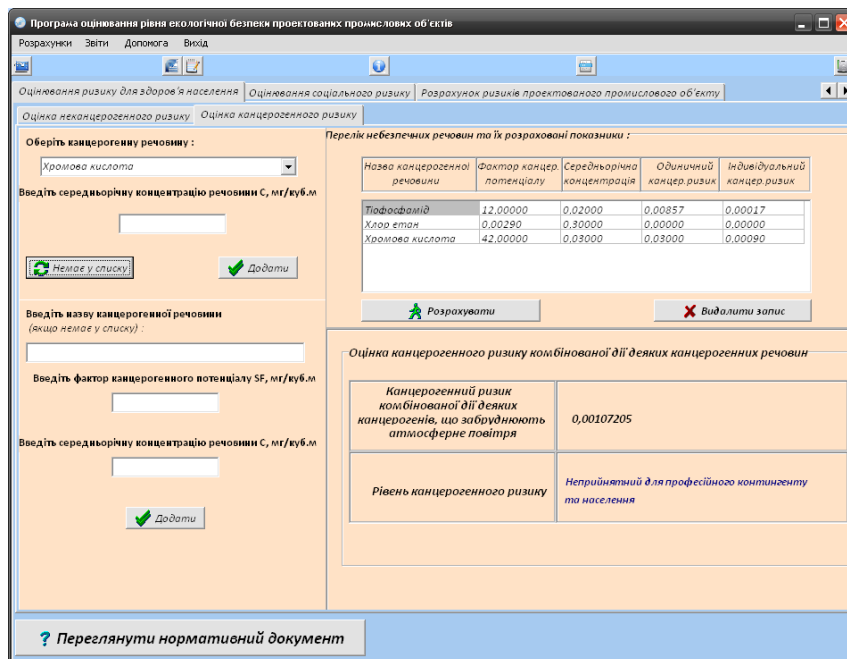 Програма оцінювання рівня екологічної безпеки проектованих промислових об'єктів
Розрахунки Звіти Допомога Вихід
Оцінювання ризику для здоров'я населення Оцінювання соціального ризику Розрахунок ризиків проектованого промислового об'єкту
Оцінка неканцерогенного ризику Оцінка канцерогенного ризику
Оберіть канцерогенну речовину :
Хромова кислота
Введіть середньорічну концентрацію речовини С, мг/куб.м
Немає у списку Додати
Введіть назву канцерогенної речовини
(якщо немає у списку) :
Введіть фактор канцерогенного потенціалу SF, мг/куб.м
Введіть середньорічну концентрацію речовини С, мг/куб.м
Додати
Перелік небезпечних речовин та їх розраховані показники :
Назва канцерогенної Фактор канцер. Середньорічна Одиничний Індивідуальний
речовини потенціалу концентрація канцер.ризик канцер.ризик
Тіофосфамід 12,00000 0,02000 0,00857 0,00017
Хлор етан 0,00290 0,30000 0,00000 0,00000
Хромова кислота 42,00000 0,03000 0,03000 0,00090
Розрахувати Видалити запис
Оцінка канцерогенного ризику комбінованої дії деяких канцерогенних речовин
Канцерогенний ризик
комбінованої дії деяких
канцерогенів, що забруднюють
атмосферне повітря
0,00107205
Рівень канцерогенного ризику
Неприйнятний для професійного контингенту
та населення
? Переглянути нормативний документ